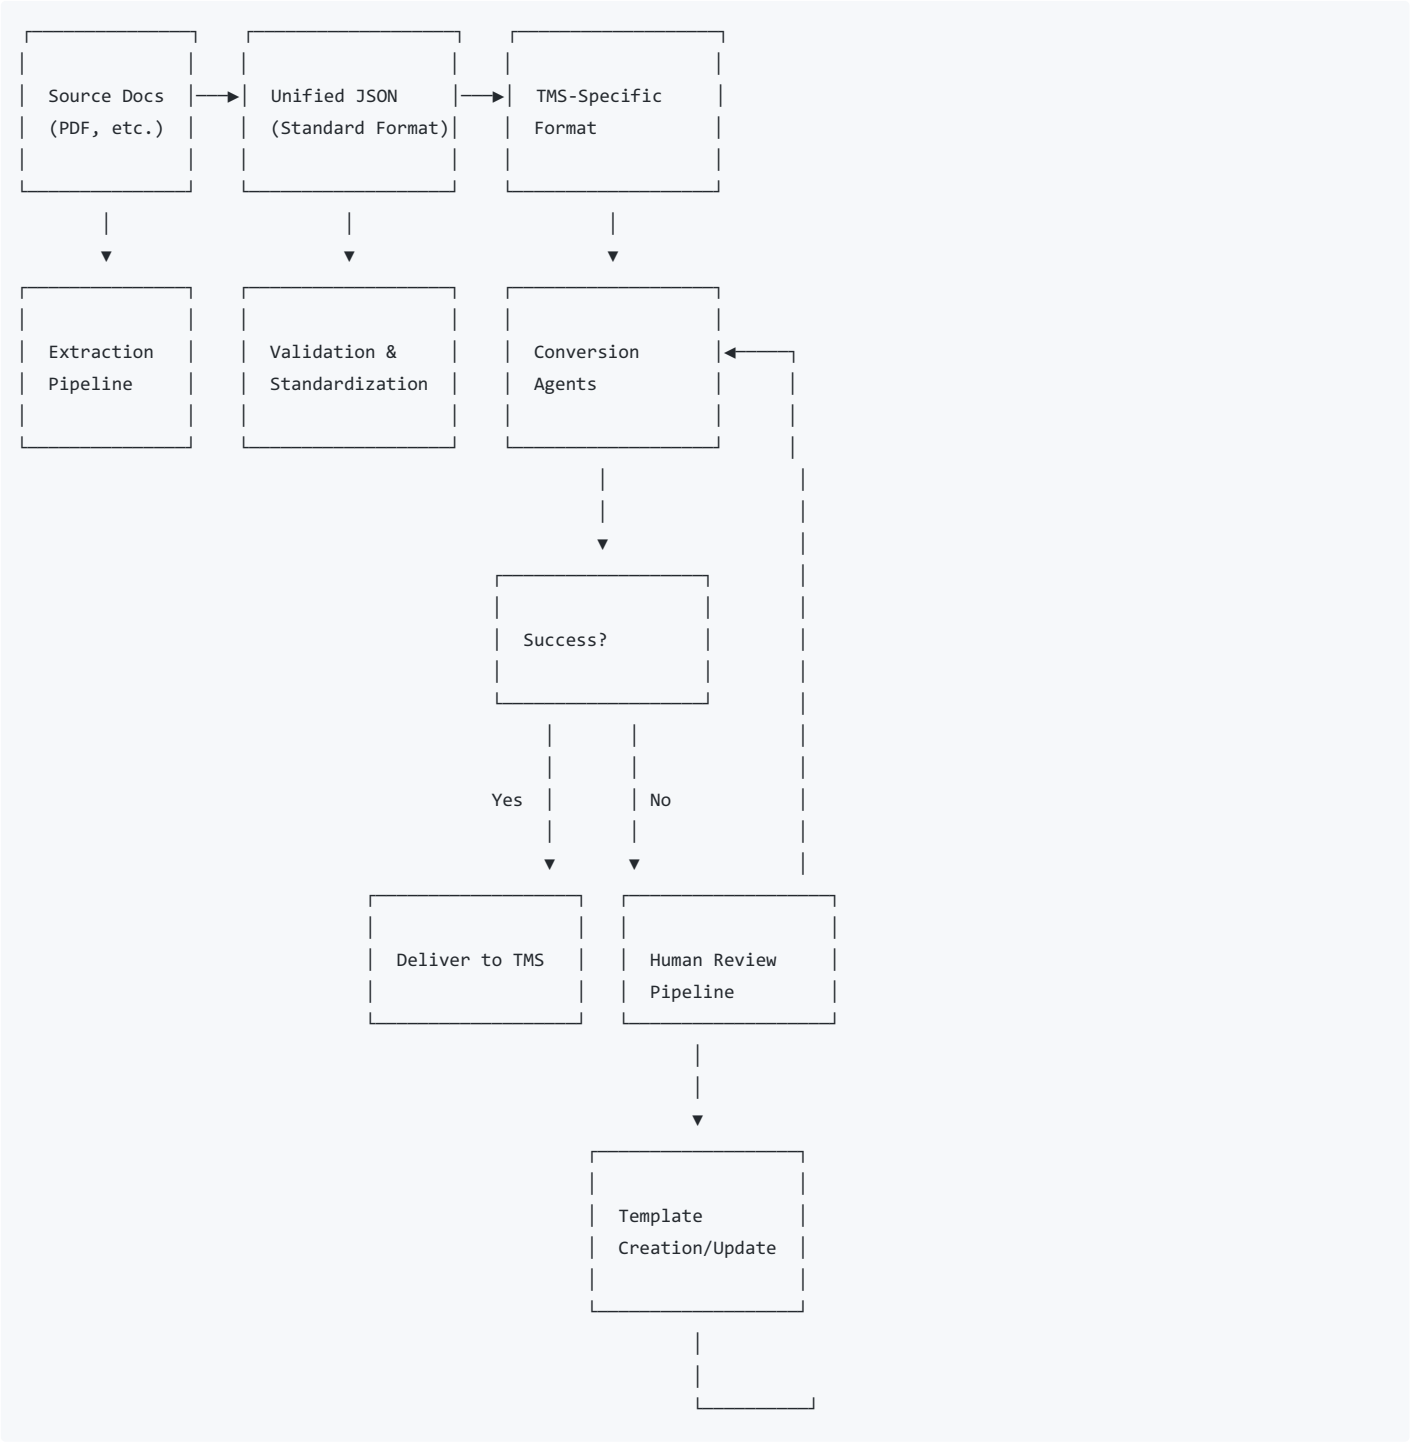 Source Docs
(PDF, etc.)
Unified JSON
(Standard Format)
TMS-Specific
Format
Extraction
Pipeline
Validation &
Standardization
Conversion
Agents
Success?
Yes
No
Deliver to TMS
Human Review
Pipeline
Template
Creation/Update